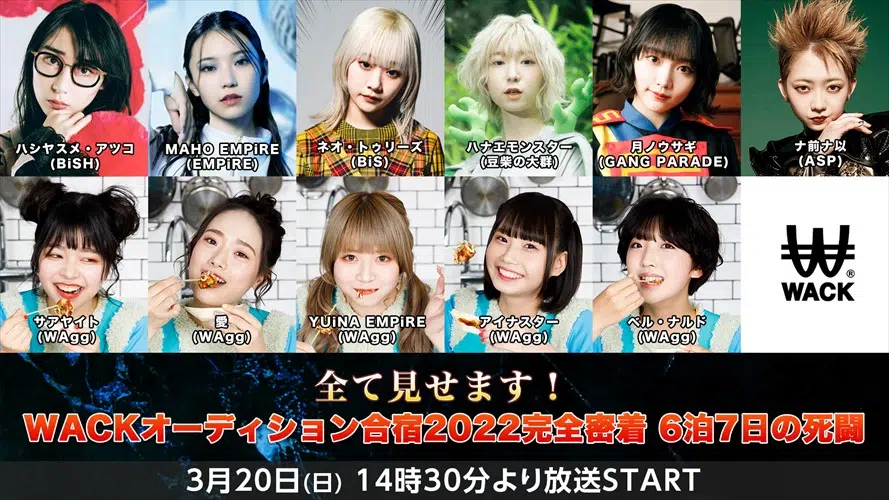 ハシヤスメ・アツコ
(BiSH)
MAHO EMPiRE
(EMPiRE)
ネオ・トゥリーズ
(BiS)
ハナエモンスター
(豆柴の大群)
月ノウサギ
(GANG PARADE)
ナ前ナ以
(ASP)
サアヤイト
(WAgg)
愛
(WAgg)
YUiNA EMPiRE
(WAgg)
アイナスター
(WAgg)
ベル・ナルド
(WAgg)
W®
WACK
全て見せます!
WACKオーディション合宿2022完全密着 6泊7日の死闘
3月20日(日) 14時30分より放送START